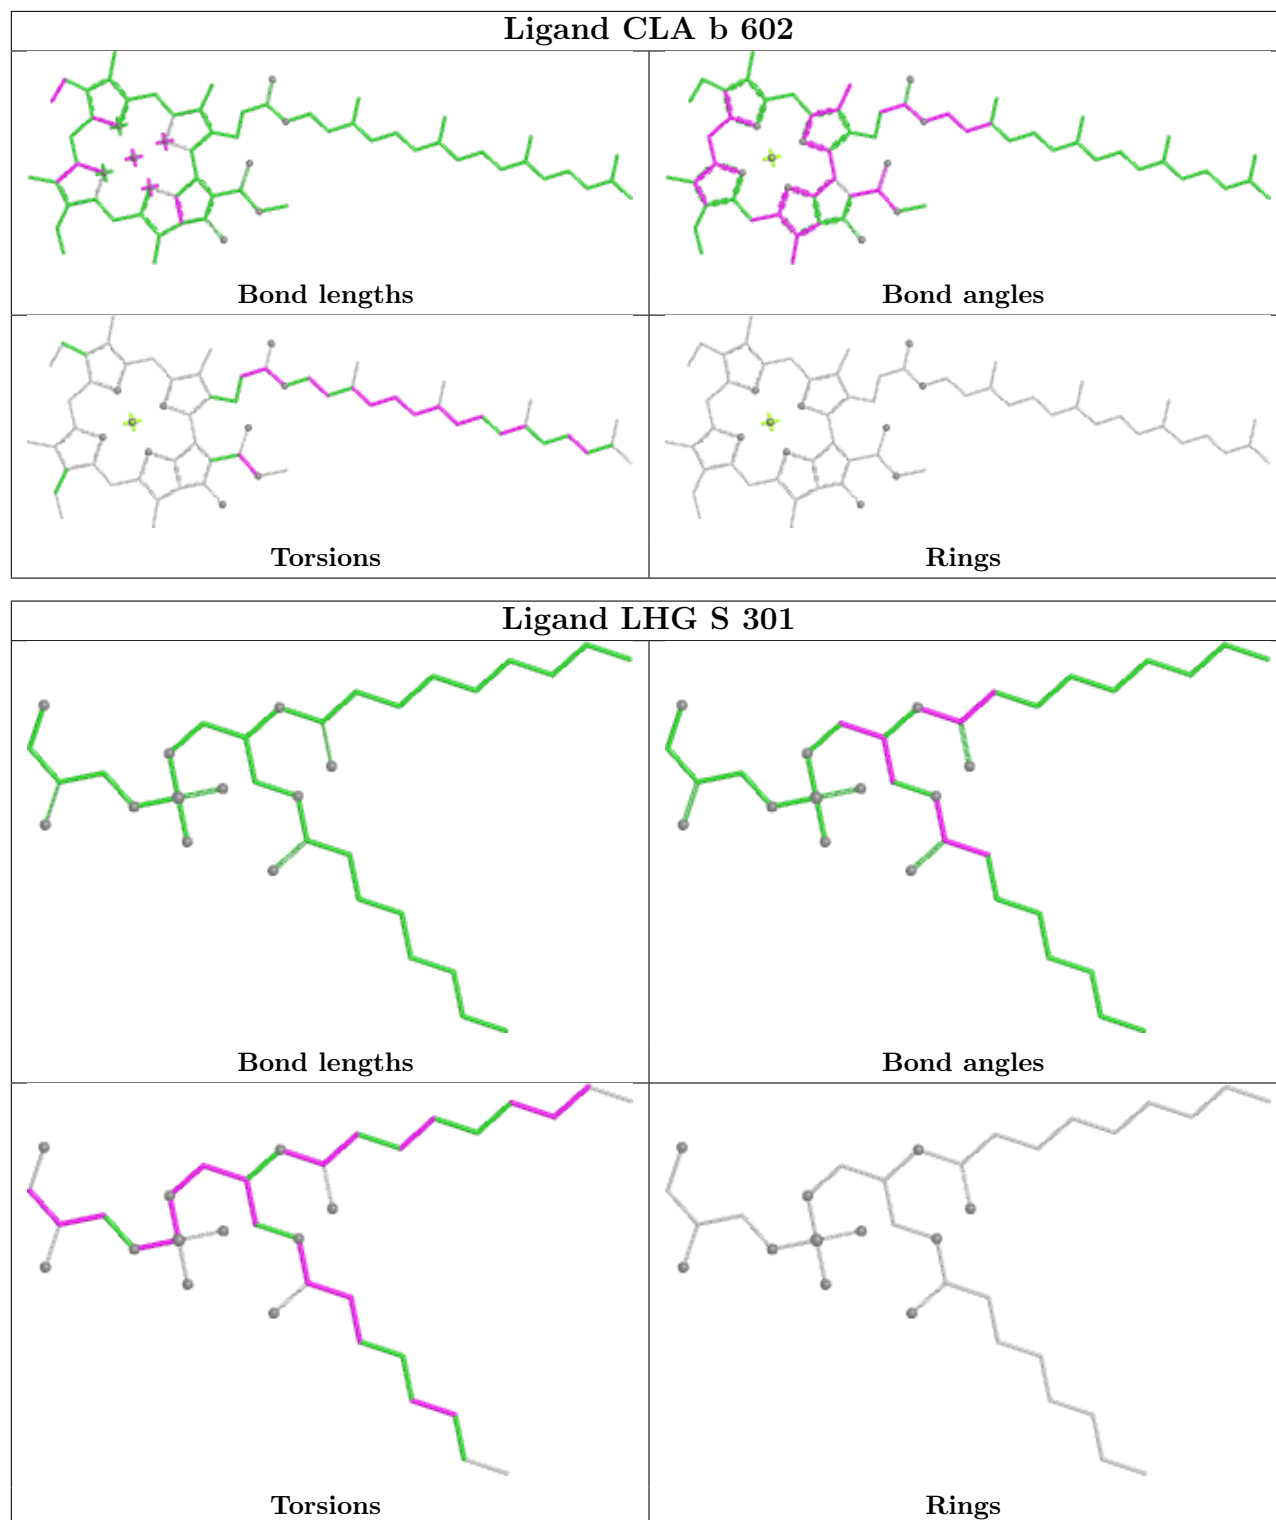 Ligand CLA b 602
Bond lengths
Bond angles
Torsions
Rings
Ligand LHG S 301
Bond lengths
Bond angles
Torsions
Rings